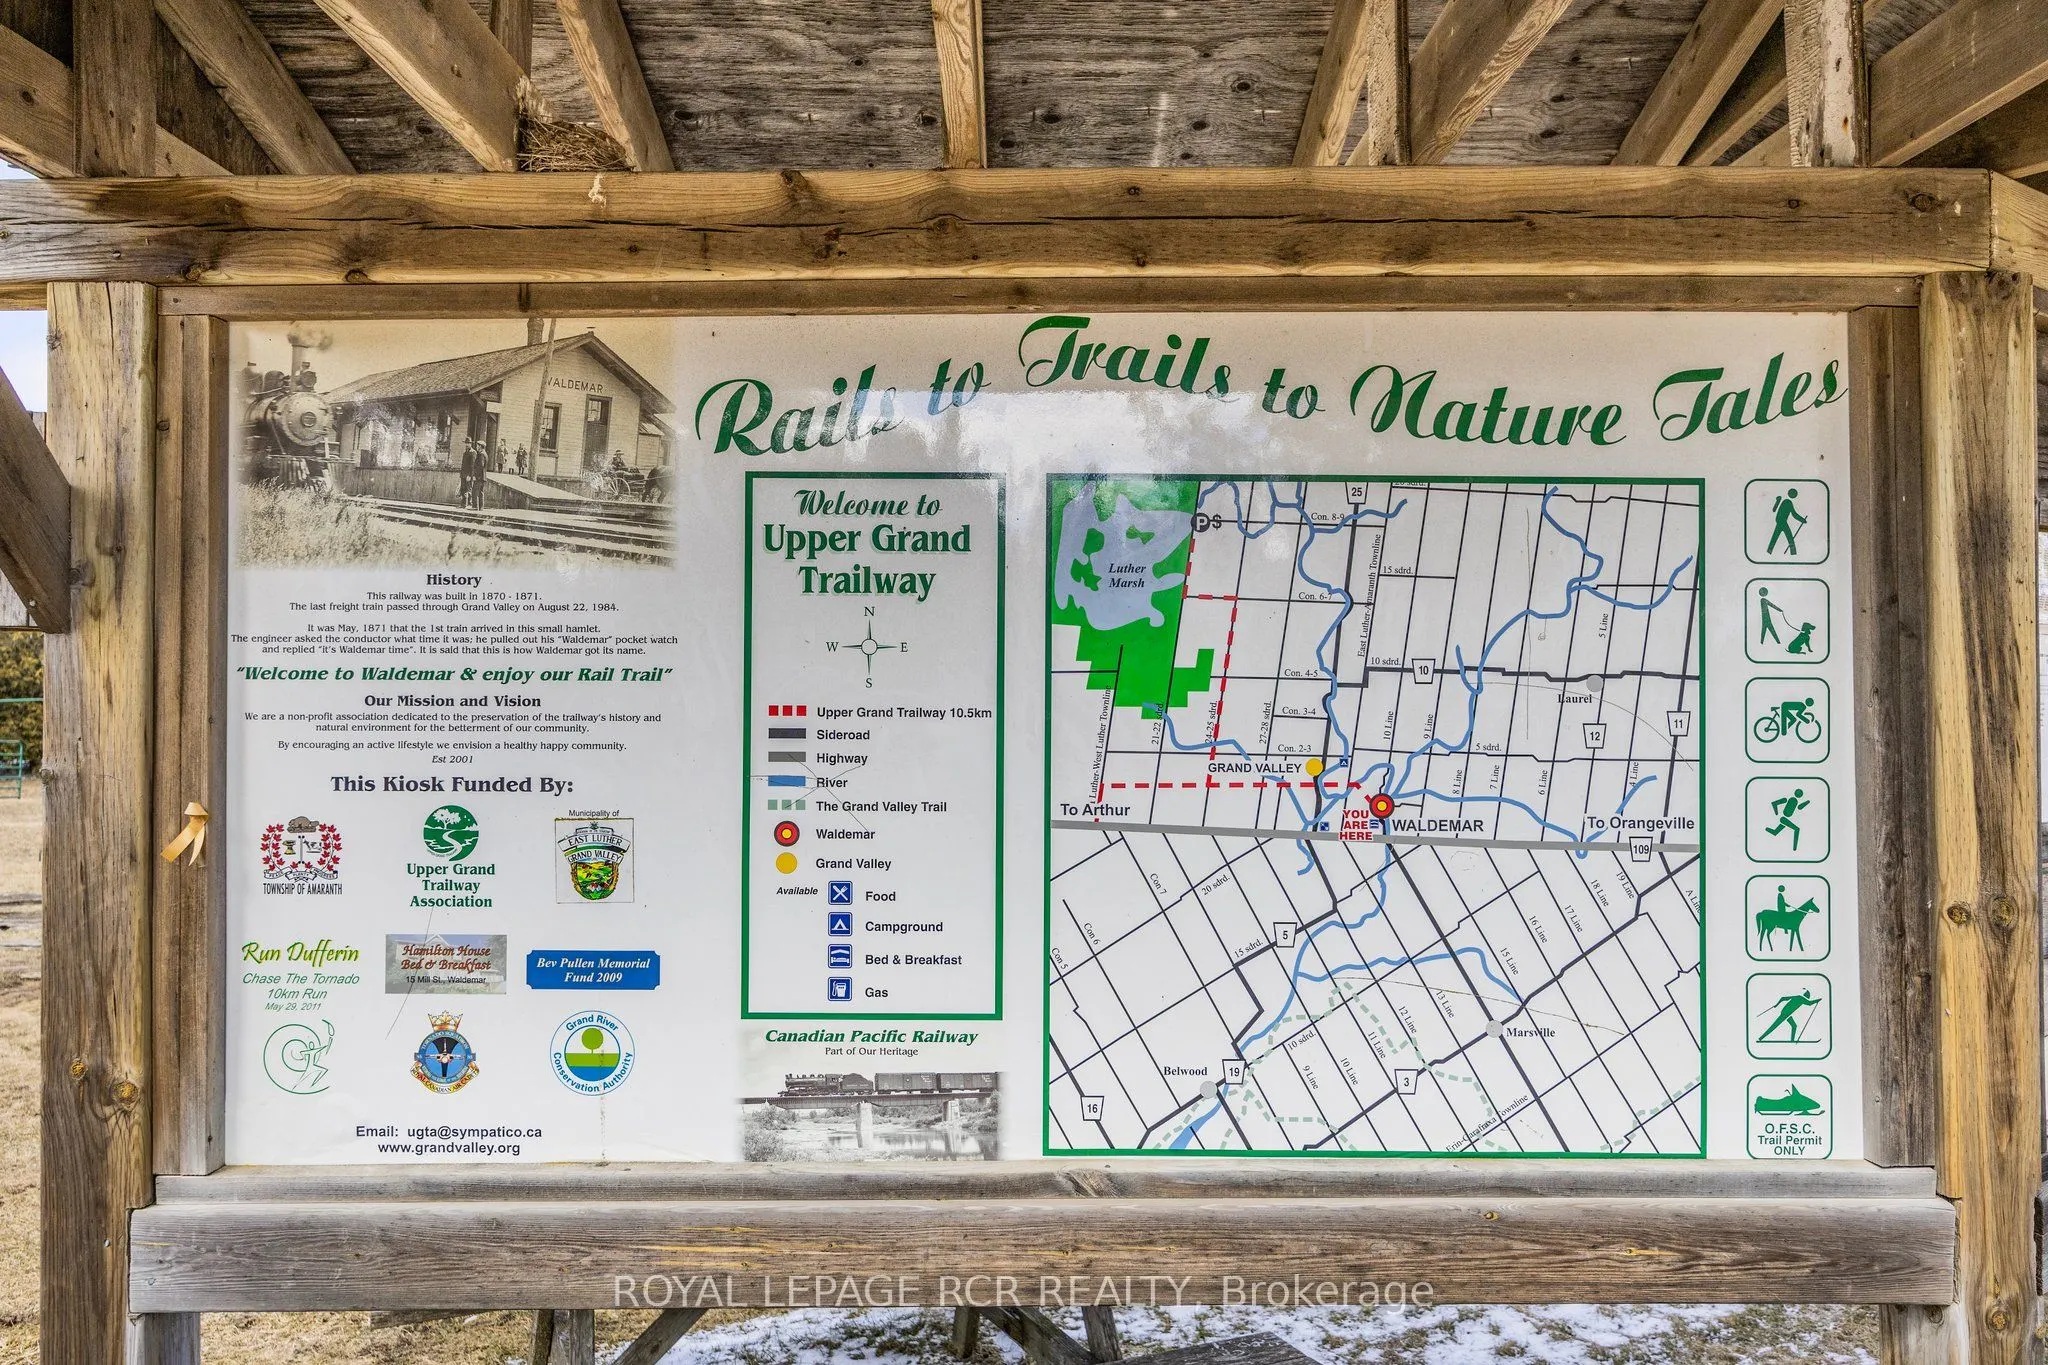 WALDEMAR
Rails to Trails to Nature Tales
History
This railway was built in 1870 - 1871.
The last freight train passed through Grand Valley on August 22, 1984.
It was May, 1871 that the 1st train arrived in this small hamlet.
The engineer asked the conductor what time it was; he pulled out his "Waldemar" pocket watch
and replied "it's Waldemar time". It is said that this is how Waldemar got its name.
"Welcome to Waldemar & enjoy our Rail Trail"
Our Mission and Vision
We are a non-profit association dedicated to the preservation of the trailway's history and
natural environment for the betterment of our community.
By encouraging an active lifestyle we envision a healthy happy community.
Est 2001
This Kiosk Funded By:
TOWNSHIP OF AMARANTH
Upper Grand
Trailway
Association
Municipality of
EAST LUTHER
GRAND VALLEY
Run Dufferin
Chase The Tornado
10km Run
May 29, 2011
Hamilton House
Bed & Breakfast
15 Mill St., Waldemar
Bev Pullen Memorial
Fund 2009
Grand River
Conservation Authority
Email: ugta@sympatico.ca
www.grandvalley.org
Welcome to
Upper Grand
Trailway
N
W E
S
Upper Grand Trailway 10.5km
Sideroad
Highway
River
The Grand Valley Trail
Waldemar
Grand Valley
Available
Food
Campground
Bed & Breakfast
Gas
Canadian Pacific Railway
Part of Our Heritage
25
Con. 8-9
P $
Luther
Marsh
15 sdrd.
Con. 6-7
East Luther-Amaranth Townline
5 Line
10 sdrd.
10
Con. 4-5
Laurel
Luther-West Luther Townline
21-22 sdrd.
24-25 sdrd.
27-28 sdrd.
Con. 3-4
10 Line
9 Line
12
11
Con. 2-3
5 sdrd.
GRAND VALLEY
8 Line
7 Line
6 Line
4 Line
To Arthur
YOU
ARE
HERE
WALDEMAR
To Orangeville
109
Con. 7
20 sdrd.
19 Line
18 Line
17 Line
16 Line
15 Line
A Line
Con. 6
Con. 5
15 sdrd.
5
13 Line
12 Line
11 Line
10 sdrd.
10 Line
9 Line
Marsville
Belwood
19
3
16
Erin-Garafraxa Townline
O.F.S.C.
Trail Permit
ONLY
ROYAL LEPAGE RCR REALTY, Brokerage